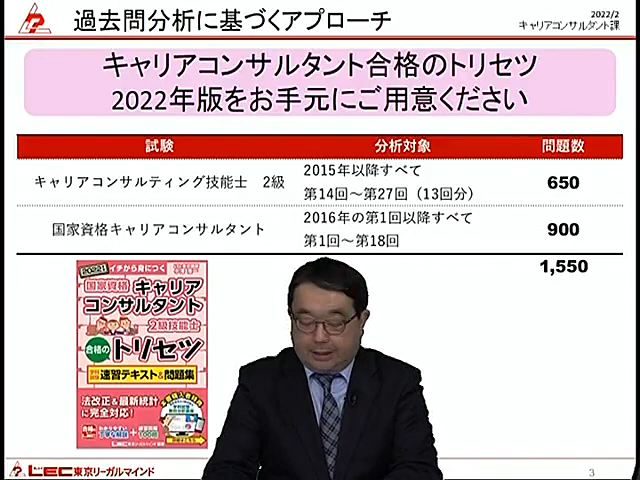 過去問分析に基づくアプローチ
2022/2
キャリアコンサルタント課
キャリアコンサルタント合格のトリセツ
2022年版をお手元にご用意ください
試験 分析対象 問題数
キャリアコンサルティング技能士 2級 2015年以降すべて 第14回~第27回(13回分) 650
国家資格キャリアコンサルタント 2016年の第1回以降すべて 第1回~第18回 900
1,550
イチから身につく
国家資格 キャリア
コンサルタント
2級技能士
合格の トリセツ
速習テキスト&問題集
法改正&最新統計
に完全対応!
LEC東京リーガルマインド
3